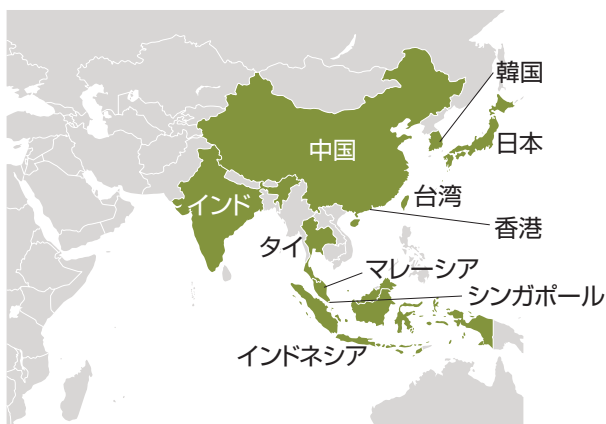 韓国
中国
日本
インド
台湾
香港
タイ
マレーシア
シンガポール
インドネシア